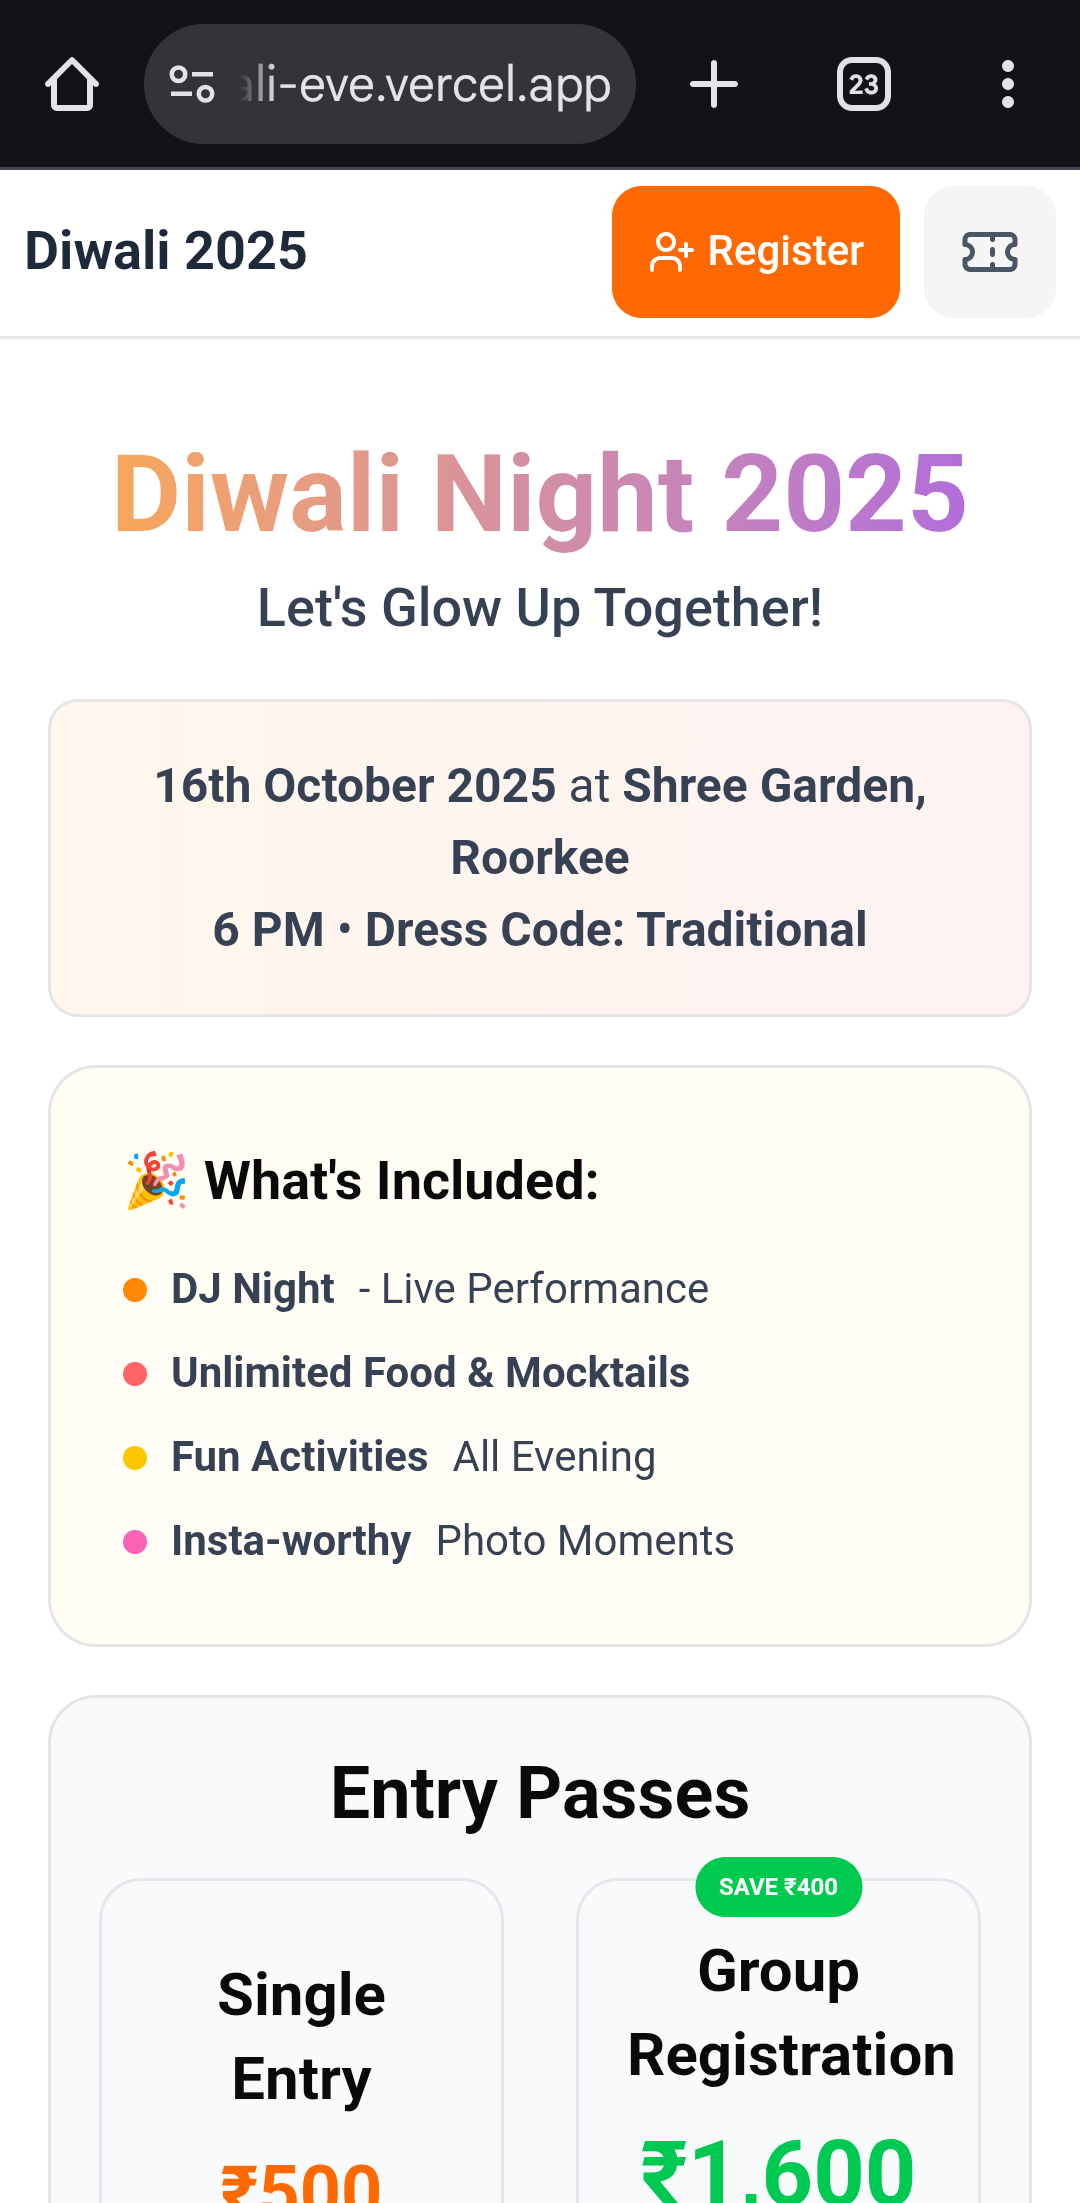 li-eve.vercel.app
23
Diwali 2025
Register
Diwali Night 2025
Let's Glow Up Together!
16th October 2025 at Shree Garden,
Roorkee
6 PM • Dress Code: Traditional
🎉 What's Included:
DJ Night - Live Performance
Unlimited Food & Mocktails
Fun Activities All Evening
Insta-worthy Photo Moments
Entry Passes
Single
Entry
₹500
SAVE ₹400
Group
Registration
₹1,600